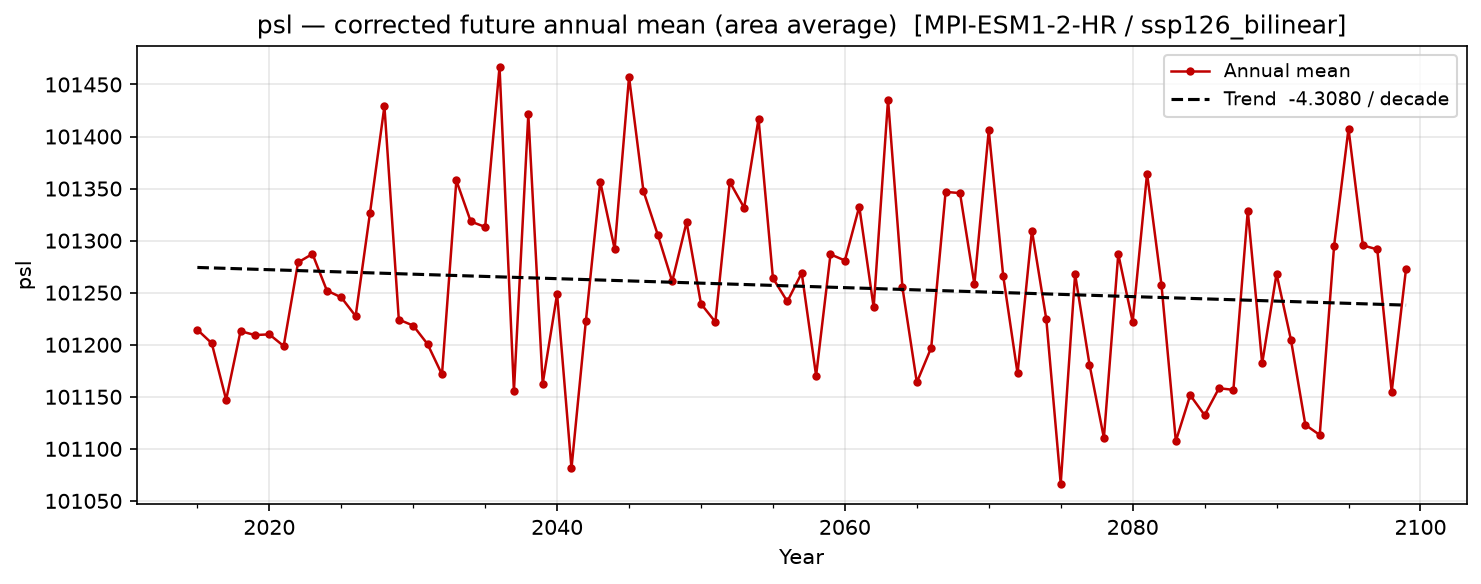 psl — corrected future annual mean (area average)  [MPI-ESM1-2-HR / ssp126_bilinear]
Annual mean
Trend  -4.3080 / decade
101450
101400
101350
101300
101250
101200
101150
101100
101050
psl
2020
2040
2060
2080
2100
Year